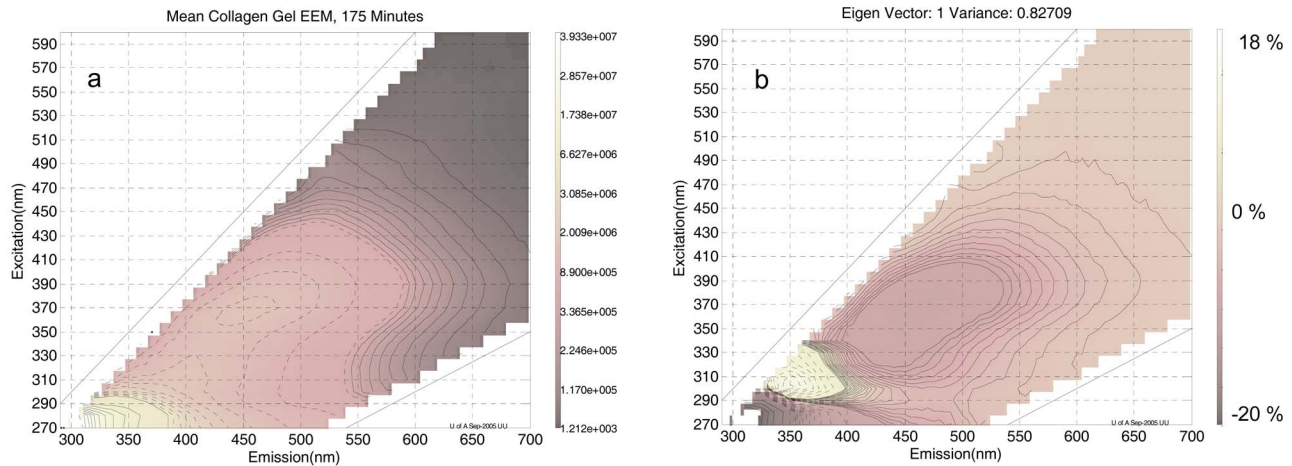 Mean Collagen Gel EEM, 175 Minutes
a
Excitation(nm)
590
570
550
530
510
490
470
450
430
410
390
370
350
330
310
290
270
300 350 400 450 500 550 600 650 700
Emission(nm)
U of A Sep-2005 UU
3.933e+007
2.857e+007
1.738e+007
6.627e+006
3.085e+006
2.009e+006
8.900e+005
3.365e+005
2.246e+005
1.170e+005
1.212e+003
Eigen Vector: 1 Variance: 0.82709
b
Excitation(nm)
590
570
550
530
510
490
470
450
430
410
390
370
350
330
310
290
270
300 350 400 450 500 550 600 650 700
Emission(nm)
U of A Sep-2005 UU
18 %
0 %
-20 %